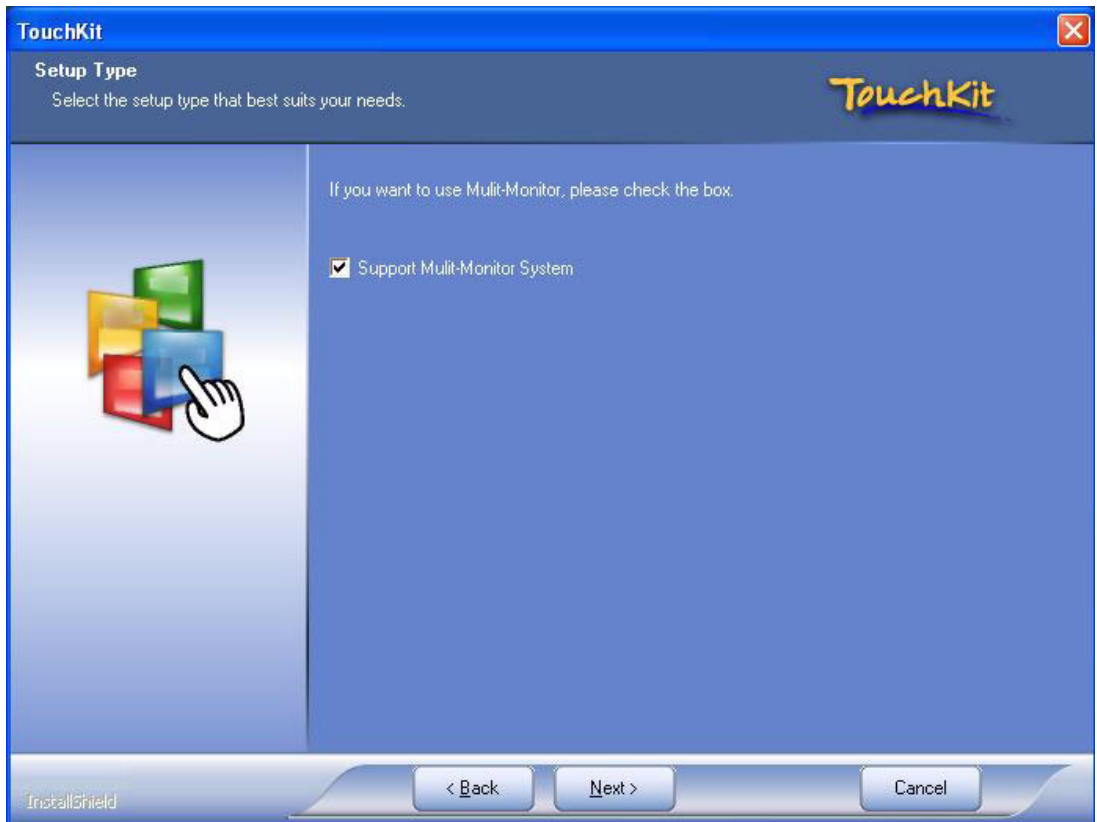 TouchKit
Setup Type
Select the setup type that best suits your needs.
TouchKit
If you want to use Mulit-Monitor, please check the box.
Support Mulit-Monitor System
InstallShield
< Back
Next >
Cancel